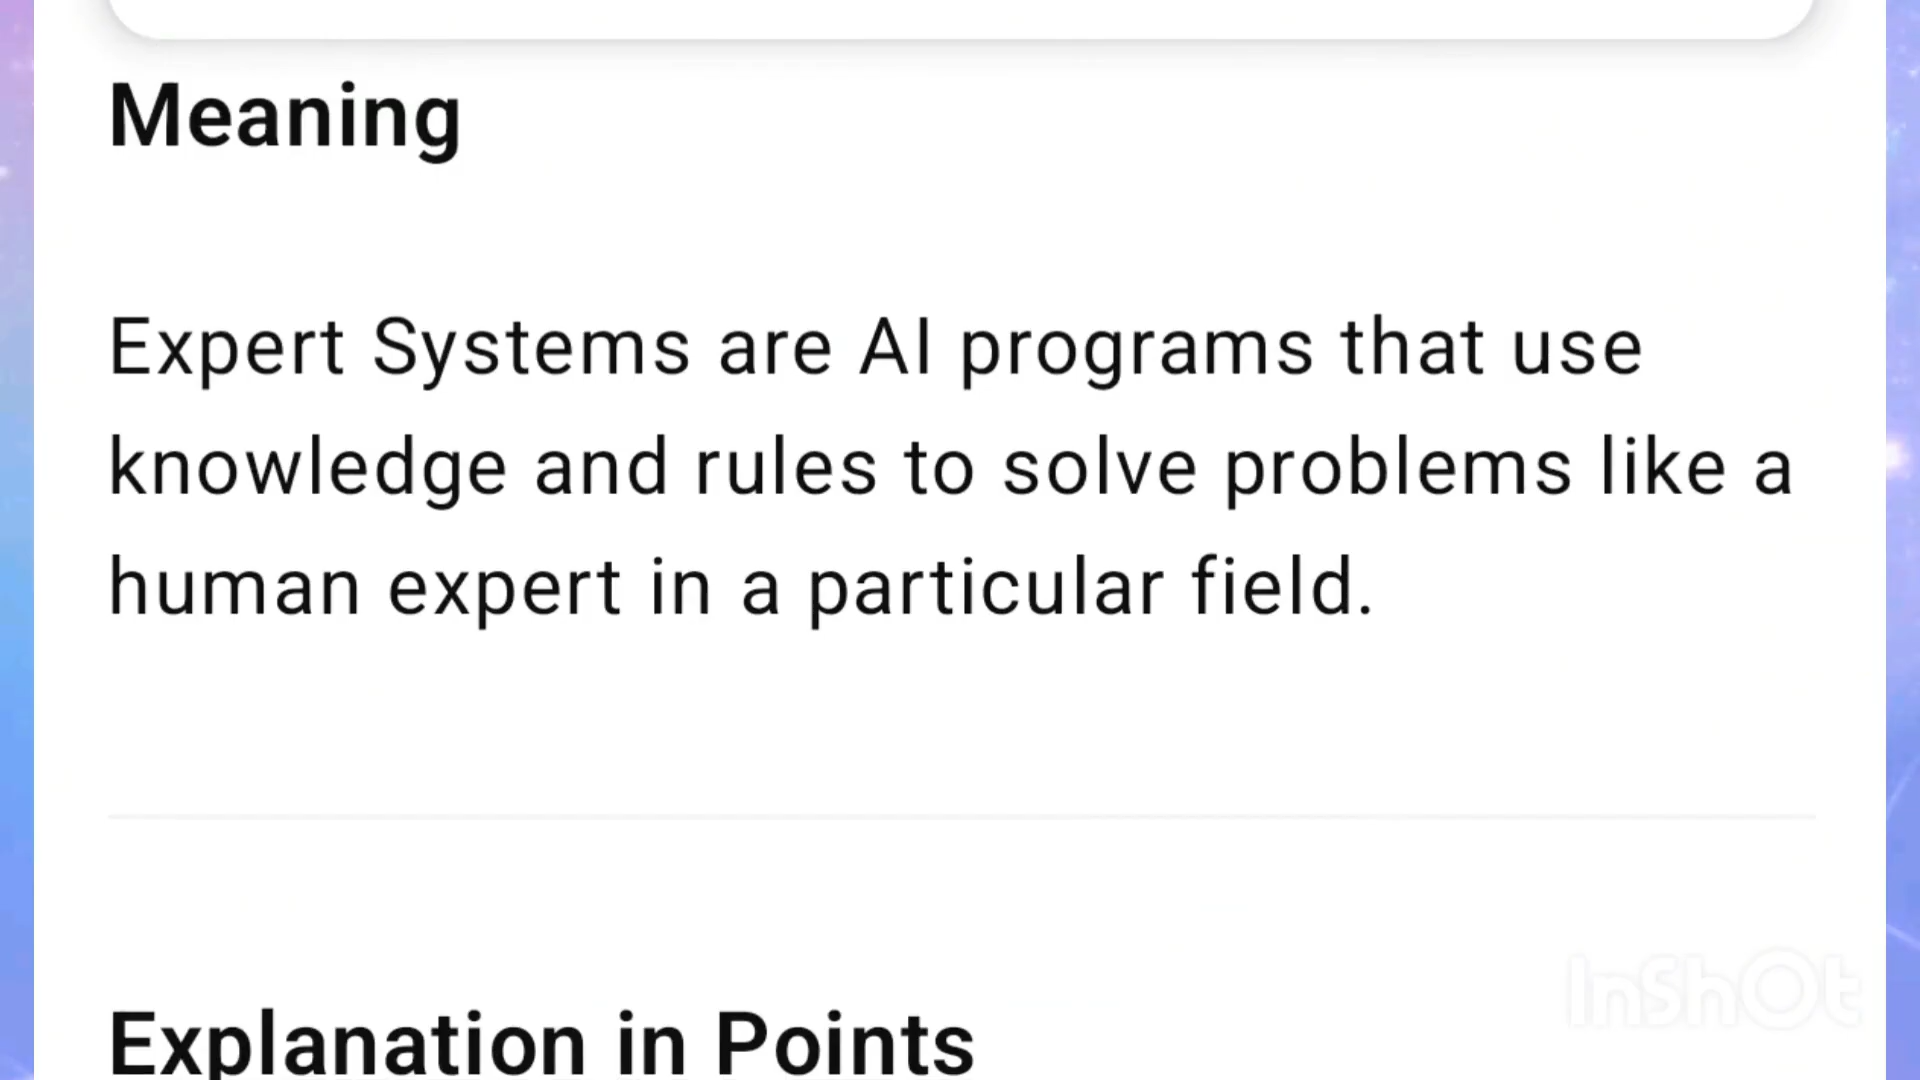 Meaning
Expert Systems are AI programs that use
knowledge and rules to solve problems like a
human expert in a particular field.
Explanation in Points
InShOt